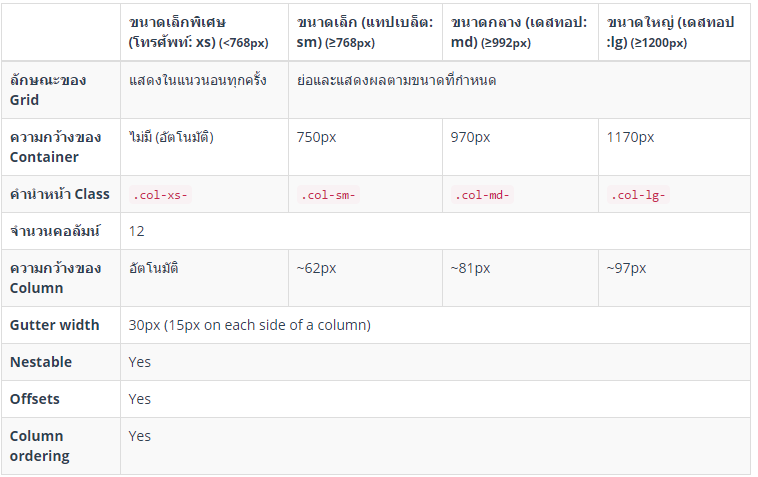 ขนาดเล็กพิเศษ
(โทรศัพท์: xs) (<768px)
ขนาดเล็ก (แทปเบล็ต:
sm) (≥768px)
ขนาดกลาง (เดสทอป:
md) (≥992px)
ขนาดใหญ่ (เดสทอป
:lg) (≥1200px)
ลักษณะของ
Grid
แสดงในแนวนอนทุกครั้ง
ย่อและแสดงผลตามขนาดที่กำหนด
ความกว้างของ
Container
ไม่มี (อัตโนมัติ)
750px
970px
1170px
คำนำหน้า Class
.col-xs-
.col-sm-
.col-md-
.col-lg-
จำนวนคอลัมน์
12
ความกว้างของ
Column
อัตโนมัติ
~62px
~81px
~97px
Gutter width
30px (15px on each side of a column)
Nestable
Yes
Offsets
Yes
Column
ordering
Yes